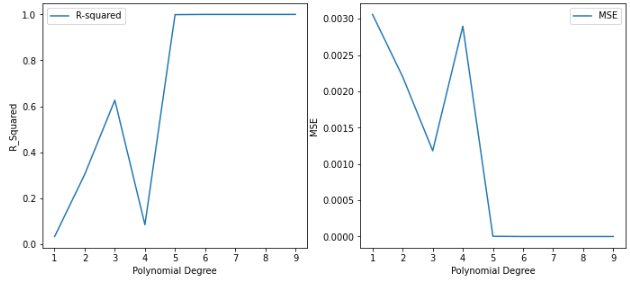 R-squared
1.0
0.8
0.6
0.4
0.2
0.0
R_Squared
1 2 3 4 5 6 7 8 9
Polynomial Degree
MSE
0.0030
0.0025
0.0020
0.0015
0.0010
0.0005
0.0000
MSE
1 2 3 4 5 6 7 8 9
Polynomial Degree